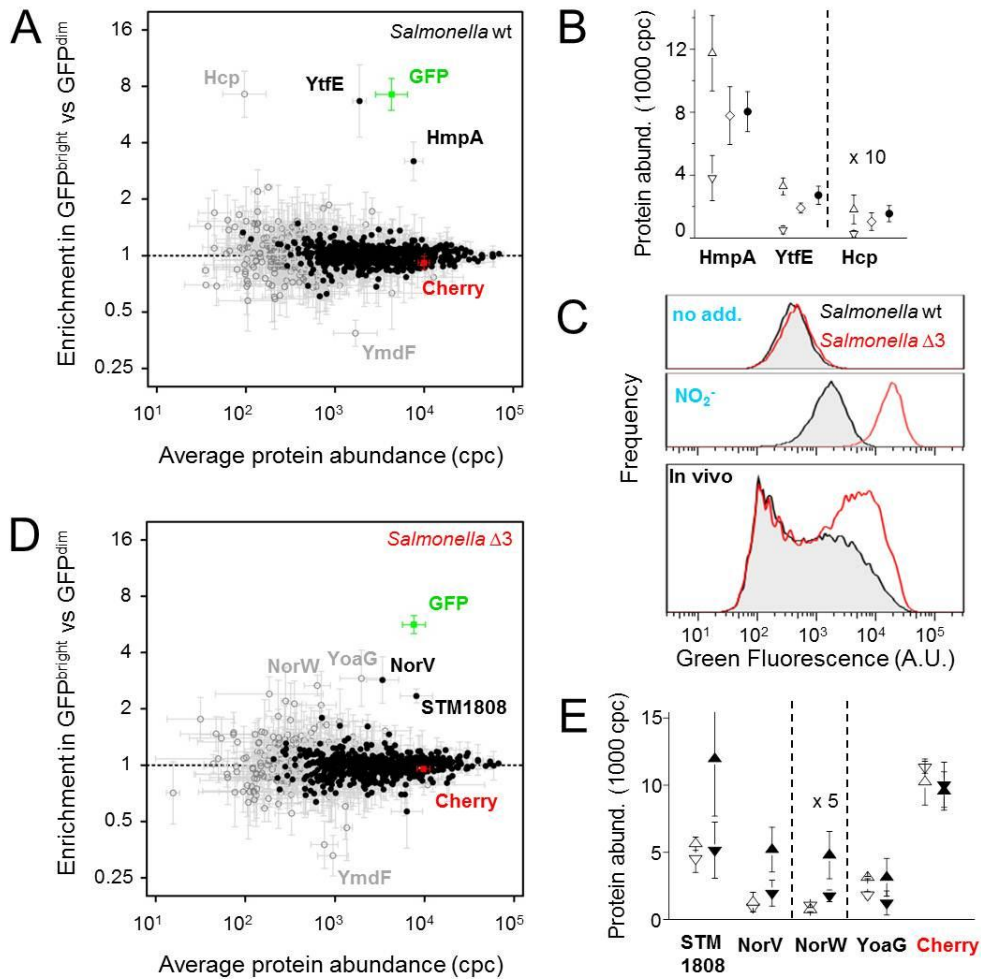 A
Salmonella wt
Enrichment in GFPbright vs GFPdim
16
8
4
2
1
0.5
0.25
Hcp
YtfE
GFP
HmpA
Cherry
YmdF
10¹ 10² 10³ 10⁴ 10⁵
Average protein abundance (cpc)
B
Protein abund. (1000 cpc)
12
8
4
0
x 10
HmpA YtfE Hcp
C
no add.
Salmonella wt
Salmonella Δ3
NO₂⁻
Frequency
In vivo
10¹ 10² 10³ 10⁴ 10⁵
Green Fluorescence (A.U.)
D
Salmonella Δ3
Enrichment in GFPbright vs GFPdim
16
8
4
2
1
0.5
0.25
GFP
NorW
YoaG
NorV
STM1808
Cherry
YmdF
10¹ 10² 10³ 10⁴ 10⁵
Average protein abundance (cpc)
E
Protein abund. (1000 cpc)
15
10
5
0
x 5
STM
1808
NorV NorW YoaG Cherry